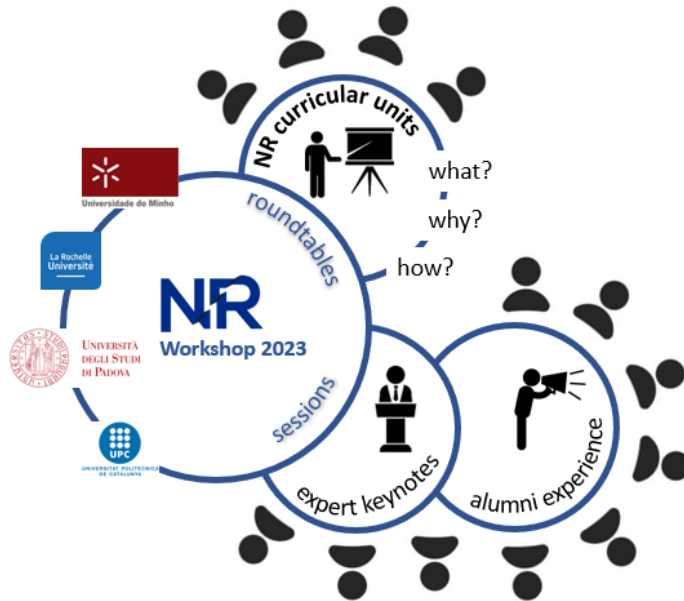 NR curricular units
what?
why?
how?
Universidade do Minho
roundtables
La Rochelle
Université
NR
Workshop 2023
UNIVERSITÀ
DEGLI STUDI
DI PADOVA
sessions
UPC
UNIVERSITAT POLITÈCNICA
DE CATALUNYA
expert keynotes
alumni experience